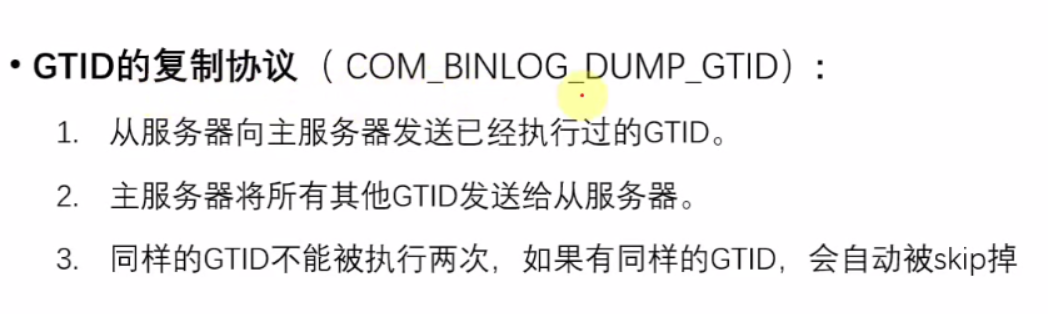 • GTID的复制协议（COM_BINLOG_DUMP_GTID）:
1. 从服务器向主服务器发送已经执行过的GTID。
2. 主服务器将所有其他GTID发送给从服务器。
3. 同样的GTID不能被执行两次，如果有同样的GTID，会自动被skip掉